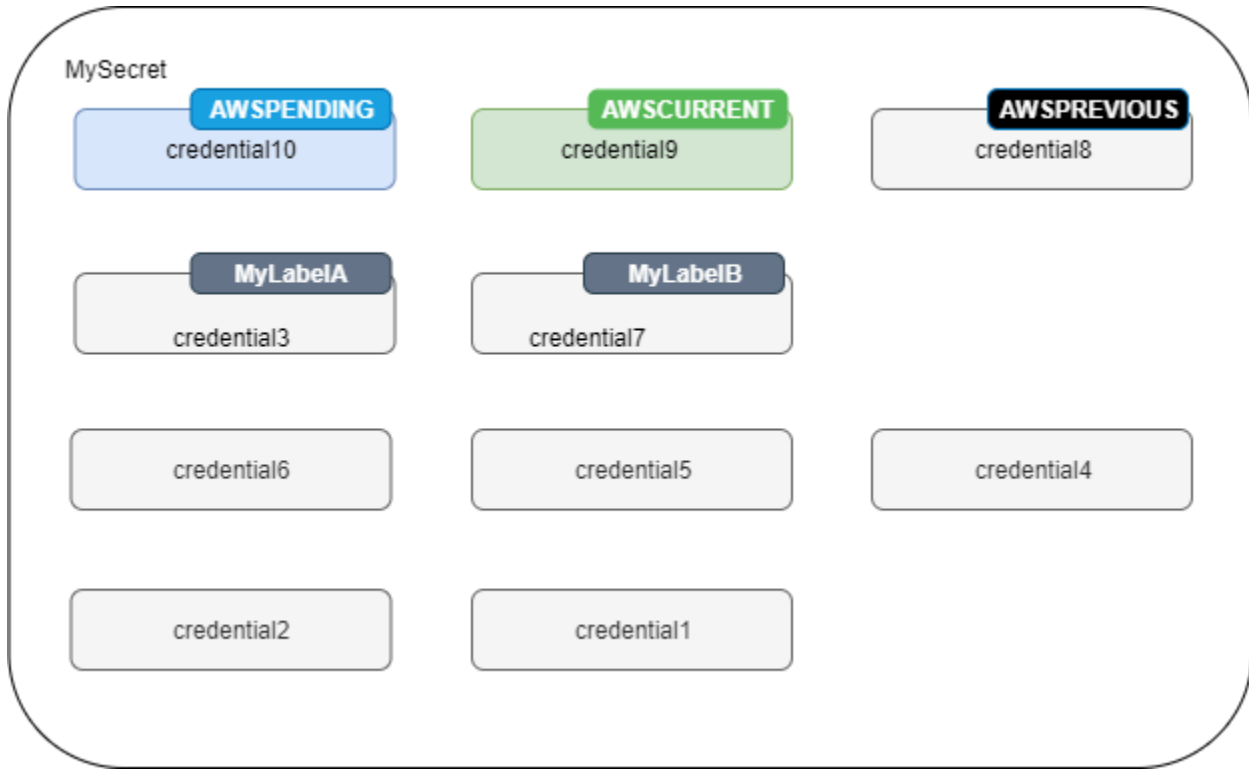 MySecret
AWSPENDING
credential10
AWSCURRENT
credential9
AWSPREVIOUS
credential8
MyLabelA
credential3
MyLabelB
credential7
credential6
credential5
credential4
credential2
credential1